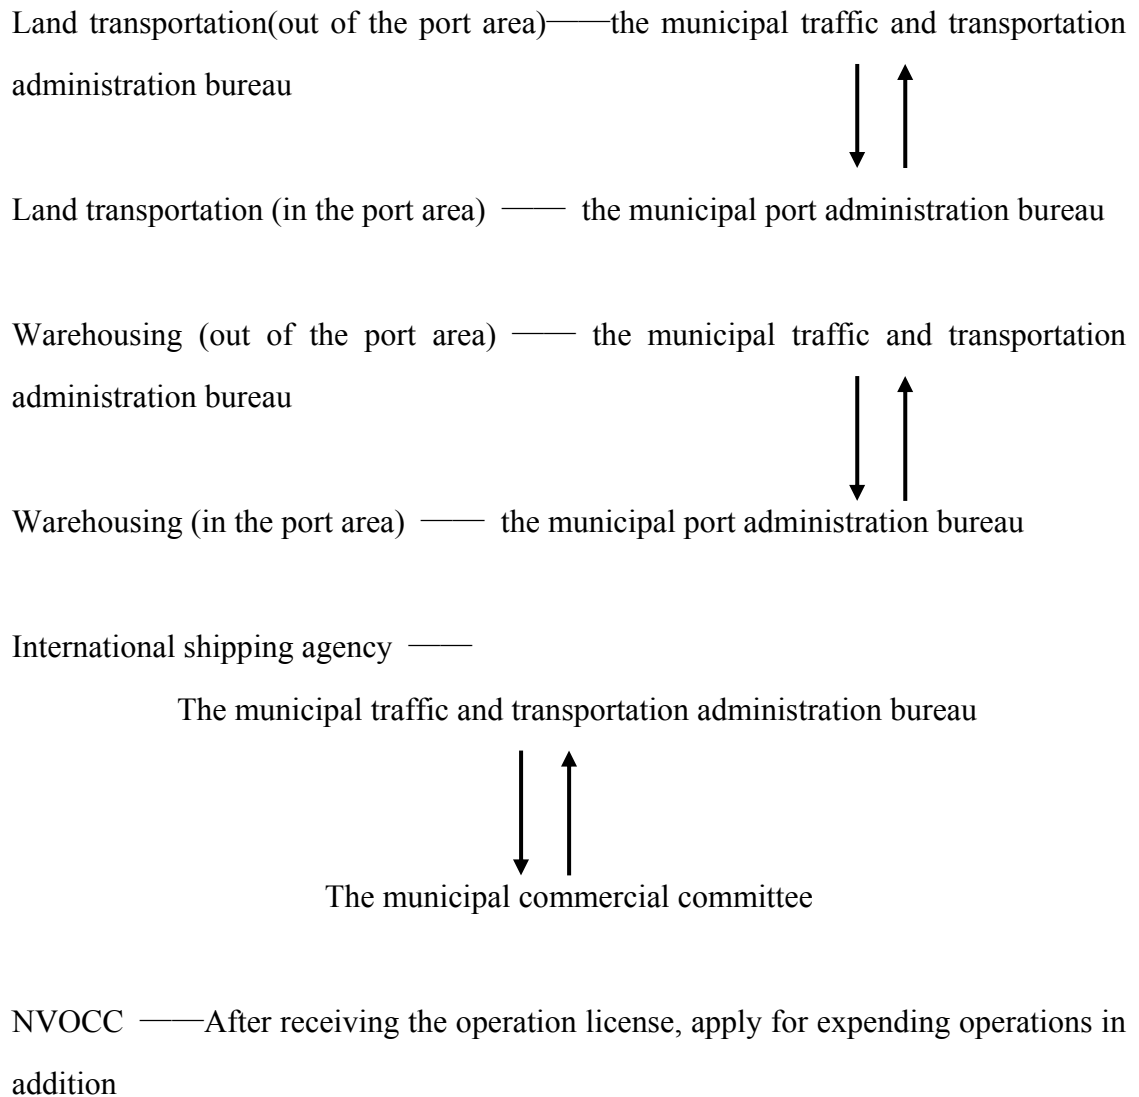 Land transportation(out of the port area)——the municipal traffic and transportation
administration bureau
Land transportation (in the port area) —— the municipal port administration bureau
Warehousing (out of the port area) —— the municipal traffic and transportation
administration bureau
Warehousing (in the port area) —— the municipal port administration bureau
International shipping agency ——
The municipal traffic and transportation administration bureau
The municipal commercial committee
NVOCC ——After receiving the operation license, apply for expending operations in
addition